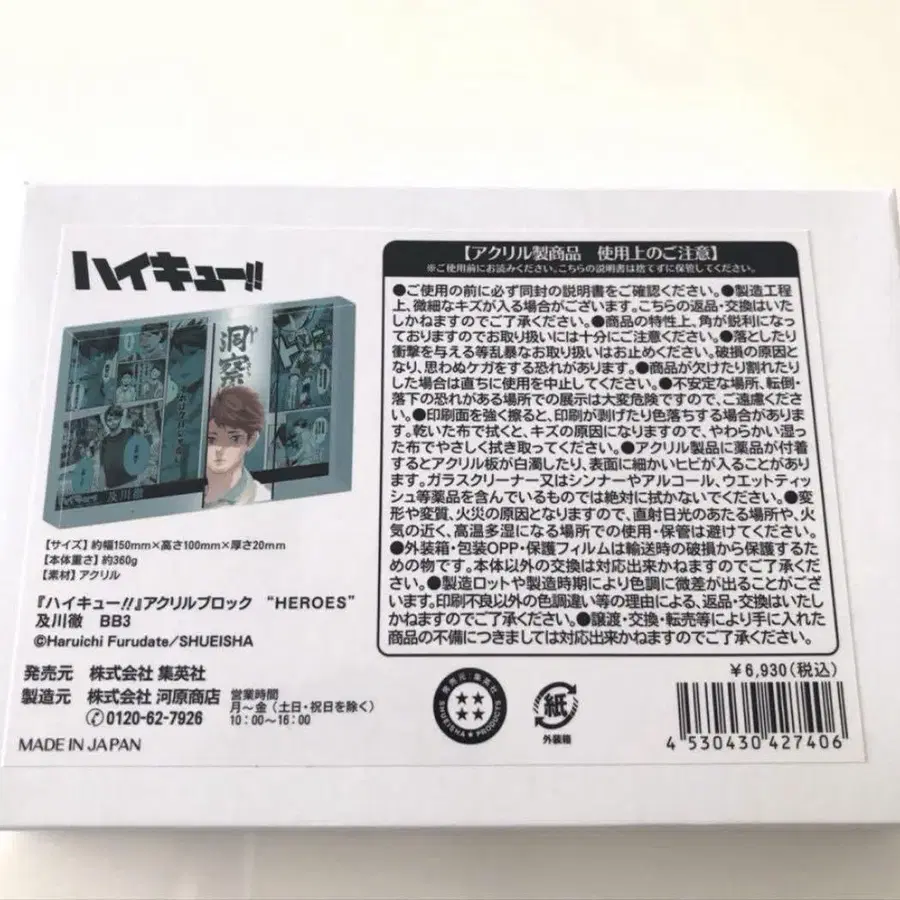 ハイキュー!!
洞察
及川徹
【サイズ】約幅150mm×高さ100mm×厚さ20mm
【本体重さ】約360g
【素材】アクリル
『ハイキュー!!』アクリルブロック “HEROES”
及川徹 BB3
©Haruichi Furudate/SHUEISHA
発売元 株式会社 集英社
製造元 株式会社 河原商店
0120-62-7926
営業時間
月〜金（土日・祝日を除く）
10：00〜16：00
MADE IN JAPAN
【アクリル製商品 使用上のご注意】
※ご使用前にお読みください。こちらの説明書は捨てずに保管してください。
●ご使用の前に必ず同封の説明書をご確認ください。●製造工程
上、微細なキズが入る場合がございます。こちらの返品・交換はいた
しかねますのでご了承ください。●商品の特性上、角が鋭利になっ
ておりますのでお取り扱いには十分にご注意ください。●落としたり
衝撃を与える等乱暴なお取り扱いはお止めください。破損の原因と
なり、思わぬケガをする恐れがあります。●商品が欠けたり割れたり
した場合は直ちに使用を中止してください。●不安定な場所、転倒・
落下の恐れがある場所での展示は大変危険ですので、ご遠慮くださ
い。●印刷面を強く擦ると、印刷が剥げたり色落ちする場合がありま
す。乾いた布で拭くと、キズの原因になりますので、やわらかい湿っ
た布でやさしく拭き取ってください。●アクリル製品に薬品が付着
するとアクリル板が白濁したり、表面に細かいヒビが入ることがあり
ます。ガラスクリーナー又はシンナーやアルコール、ウエットティッ
シュ等薬品を含んでいるものでは絶対に拭かないでください。●変
形や変質、火災の原因となりますので、直射日光のあたる場所や、火
気の近く、高温多湿になる場所での使用・保管は避けてください。
●外装箱・包装OPP・保護フィルムは輸送時の破損から保護するた
めの物です。本体以外の交換は対応出来かねますのでご了承くださ
い。●製造ロットや製造時期により色調に微差が出ることがござい
ます。印刷不良以外の色調違い等の理由による、返品・交換はいたし
かねますのでご了承ください。●譲渡・交換・転売等により手に入れた
商品の不備につきましては対応出来かねますのでご了承ください。
￥6,930（税込）
発売元・集英社
SHUEISHA★PRODUCTS
紙
外装箱
4 530430 427406